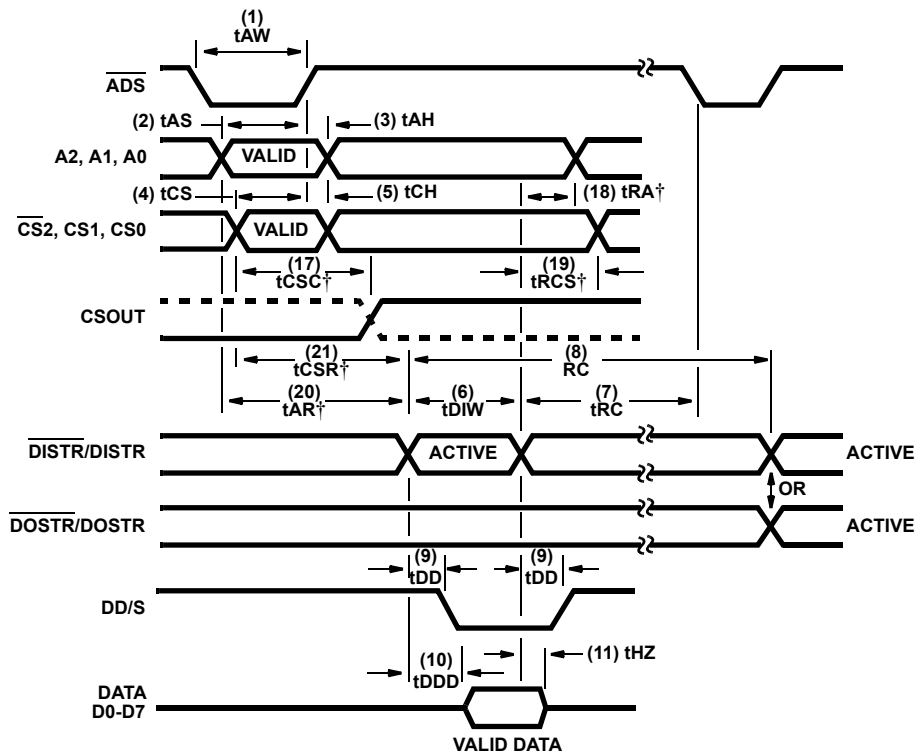 (1)
tAW
ADS
(2) tAS
(3) tAH
A2, A1, A0
VALID
(4) tCS
(5) tCH
(18) tRA†
CS2, CS1, CS0
VALID
(17)
tCSC†
(19)
tRCS†
CSOUT
(21)
tCSR†
(8)
RC
(20)
tAR†
(6)
tDIW
(7)
tRC
DISTR/DISTR
ACTIVE
ACTIVE
OR
DOSTR/DOSTR
ACTIVE
(9)
tDD
(9)
tDD
DD/S
(10)
tDDD
(11) tHZ
DATA
D0-D7
VALID DATA